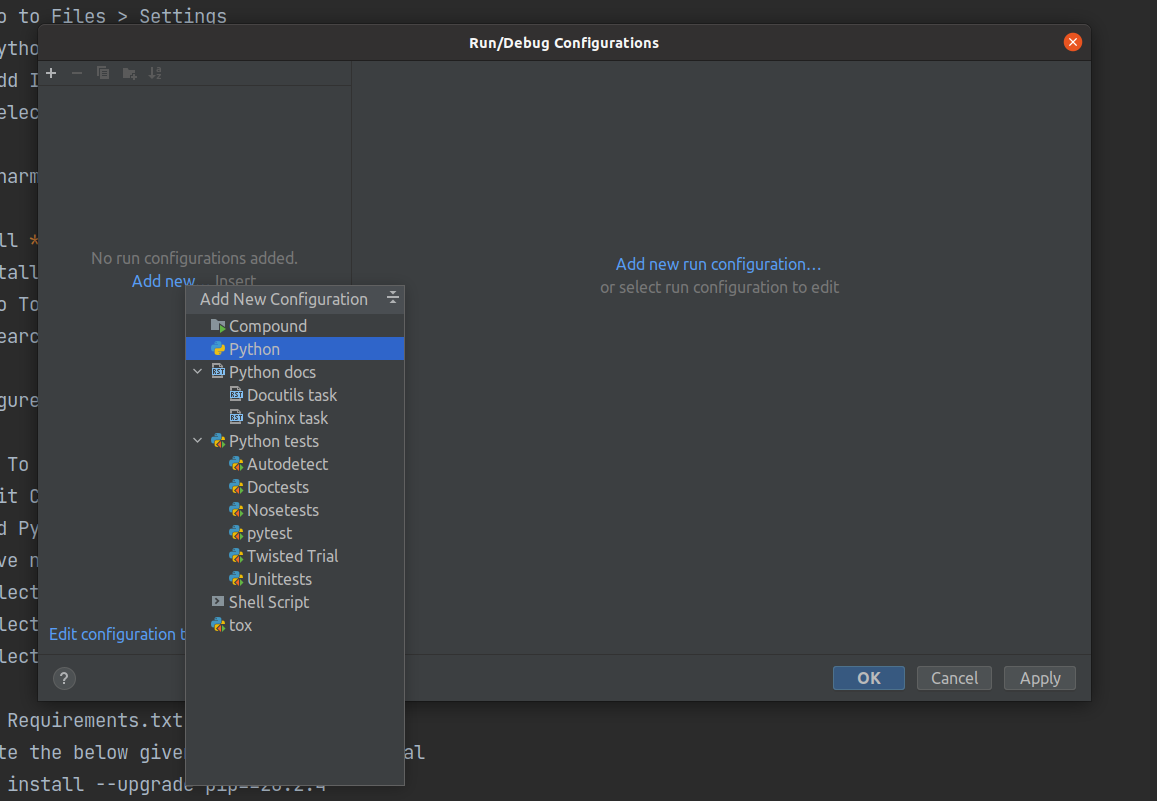 o to Files > Settings
Run/Debug Configurations
No run configurations added.
Add new
Insert
Add new run configuration…
or select run configuration to edit
Add New Configuration
Compound
Python
Python docs
Docutils task
Sphinx task
Python tests
Autodetect
Doctests
Nosetests
pytest
Twisted Trial
Unittests
Shell Script
tox
Edit configuration t
?
OK
Cancel
Apply
ytho
dd I
elec
harm
ll *
tall
o To
earc
gure
To
it C
d Py
ve n
lect
lect
lect
Requirements.txt
te the below given al
install --upgrade pip==20.2.4